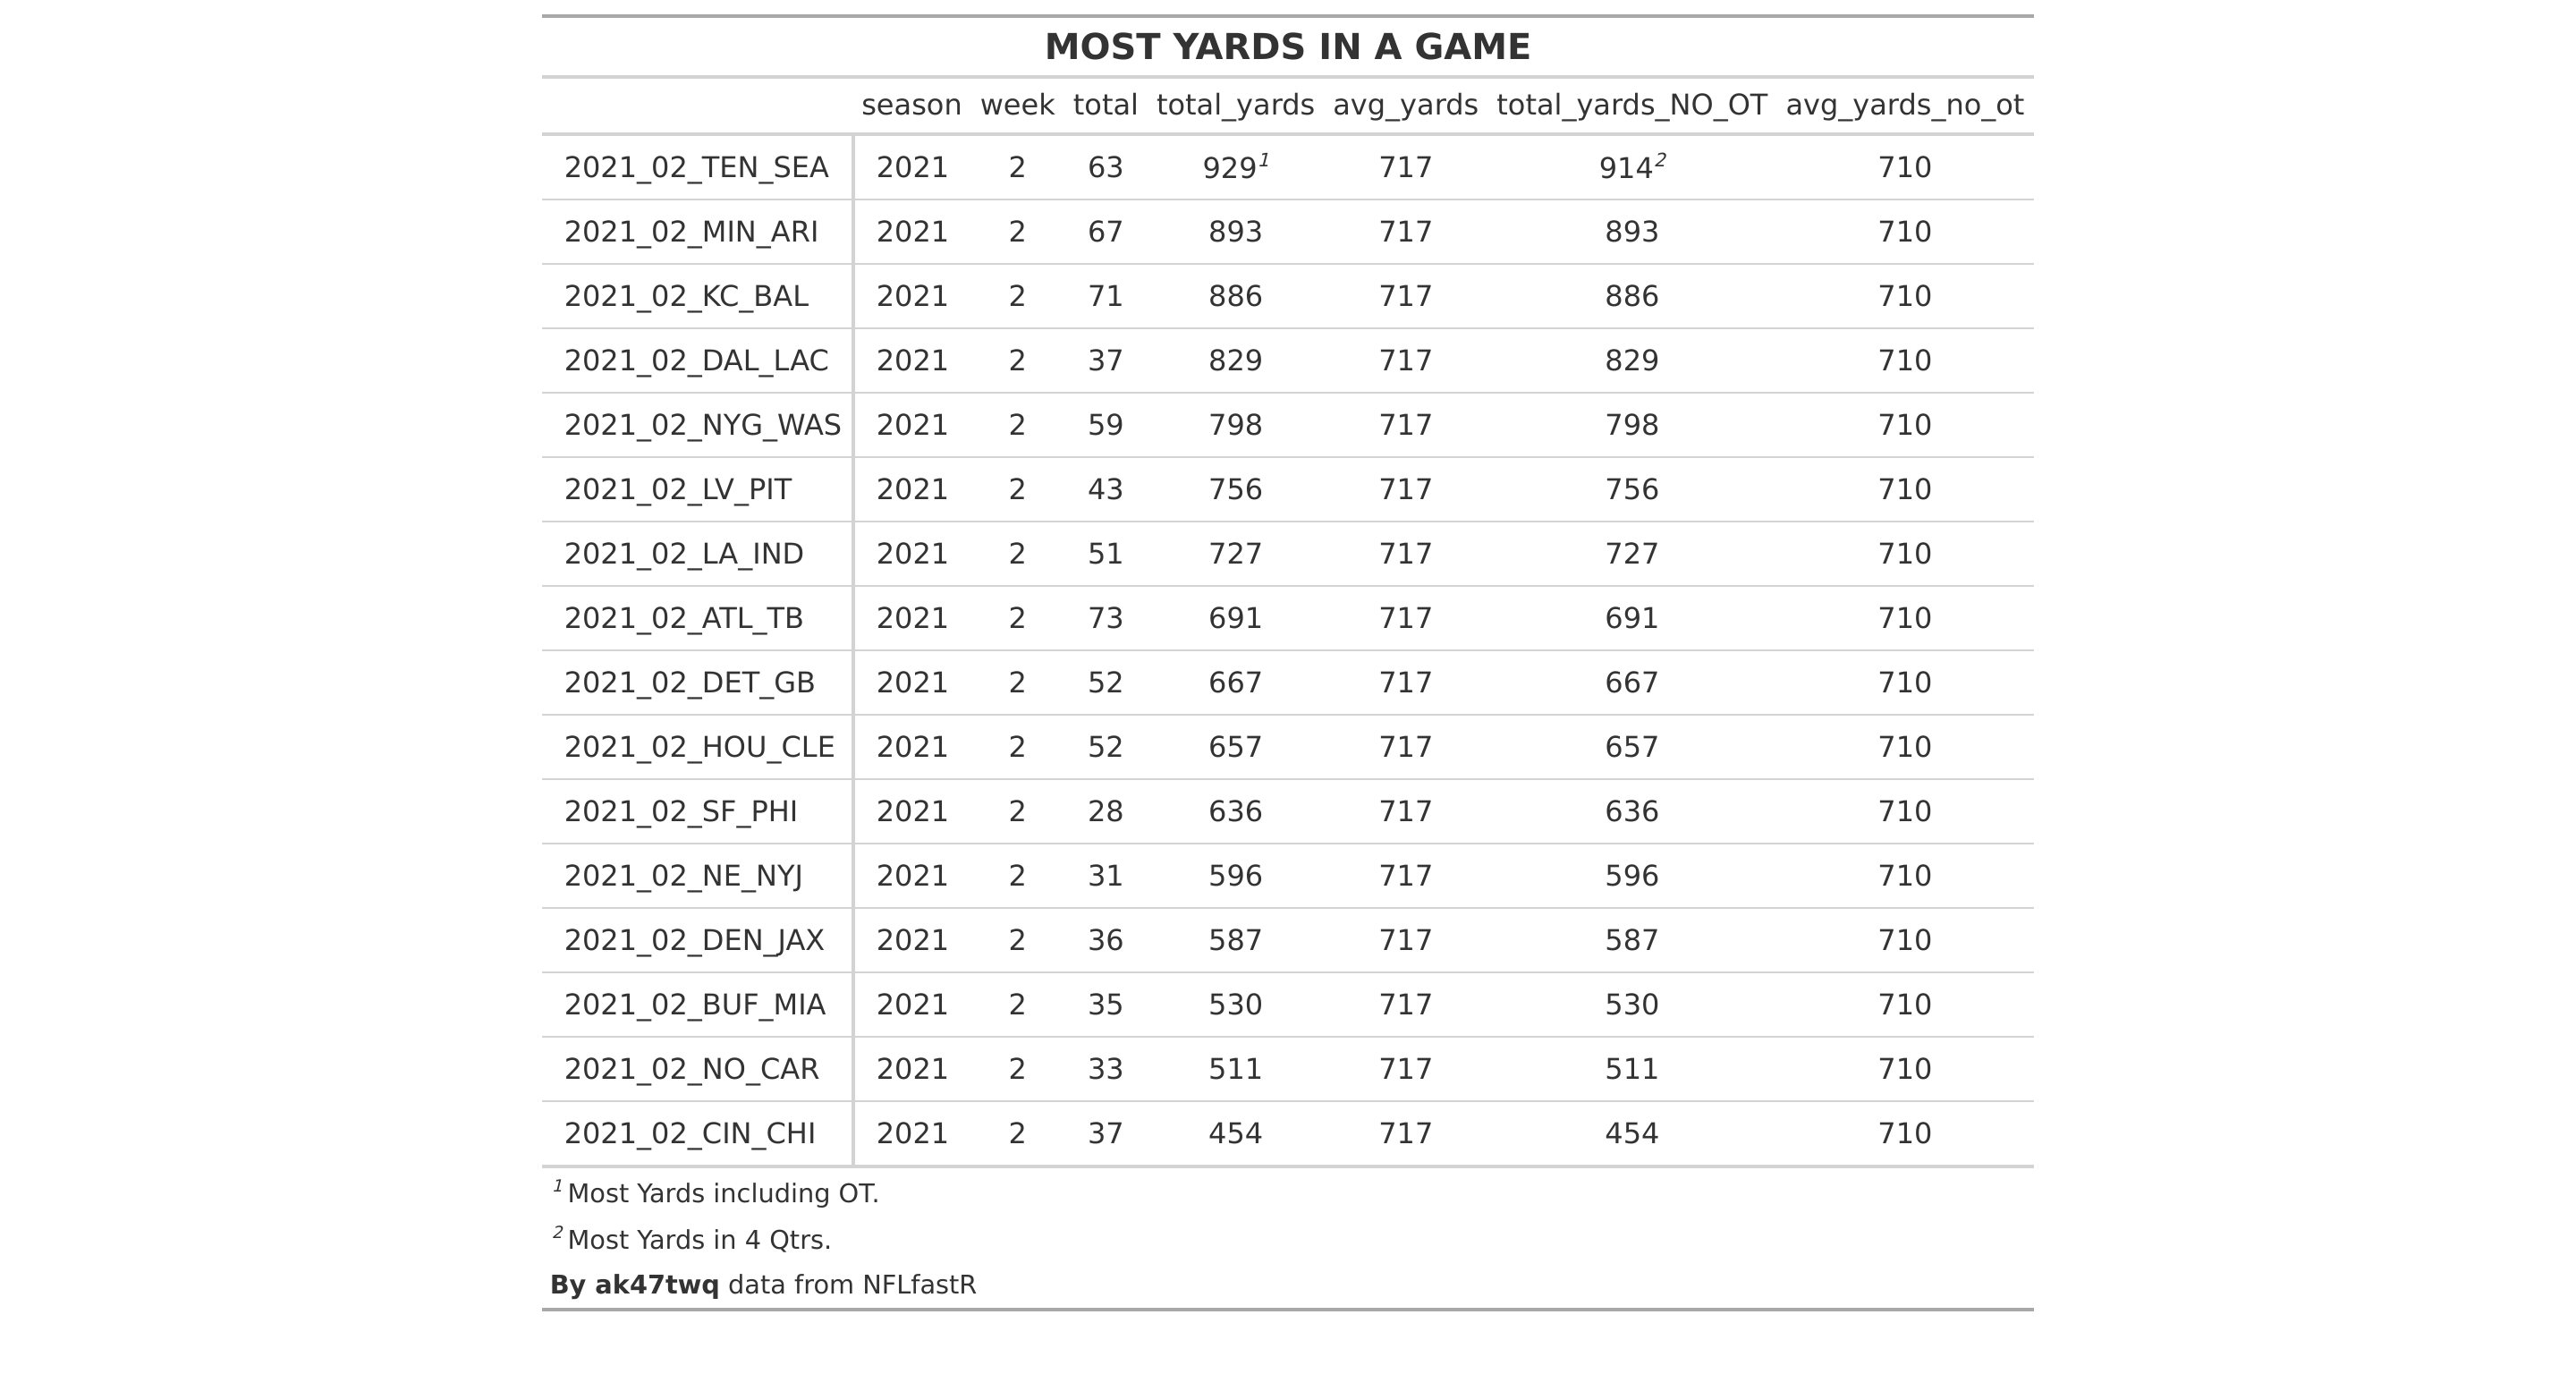 MOST YARDS IN A GAME
season week total total_yards avg_yards total_yards_NO_OT avg_yards_no_ot
2021_02_TEN_SEA 2021 2 63 929¹ 717 914² 710
2021_02_MIN_ARI 2021 2 67 893 717 893 710
2021_02_KC_BAL 2021 2 71 886 717 886 710
2021_02_DAL_LAC 2021 2 37 829 717 829 710
2021_02_NYG_WAS 2021 2 59 798 717 798 710
2021_02_LV_PIT 2021 2 43 756 717 756 710
2021_02_LA_IND 2021 2 51 727 717 727 710
2021_02_ATL_TB 2021 2 73 691 717 691 710
2021_02_DET_GB 2021 2 52 667 717 667 710
2021_02_HOU_CLE 2021 2 52 657 717 657 710
2021_02_SF_PHI 2021 2 28 636 717 636 710
2021_02_NE_NYJ 2021 2 31 596 717 596 710
2021_02_DEN_JAX 2021 2 36 587 717 587 710
2021_02_BUF_MIA 2021 2 35 530 717 530 710
2021_02_NO_CAR 2021 2 33 511 717 511 710
2021_02_CIN_CHI 2021 2 37 454 717 454 710
¹ Most Yards including OT.
² Most Yards in 4 Qtrs.
By ak47twq data from NFLfastR